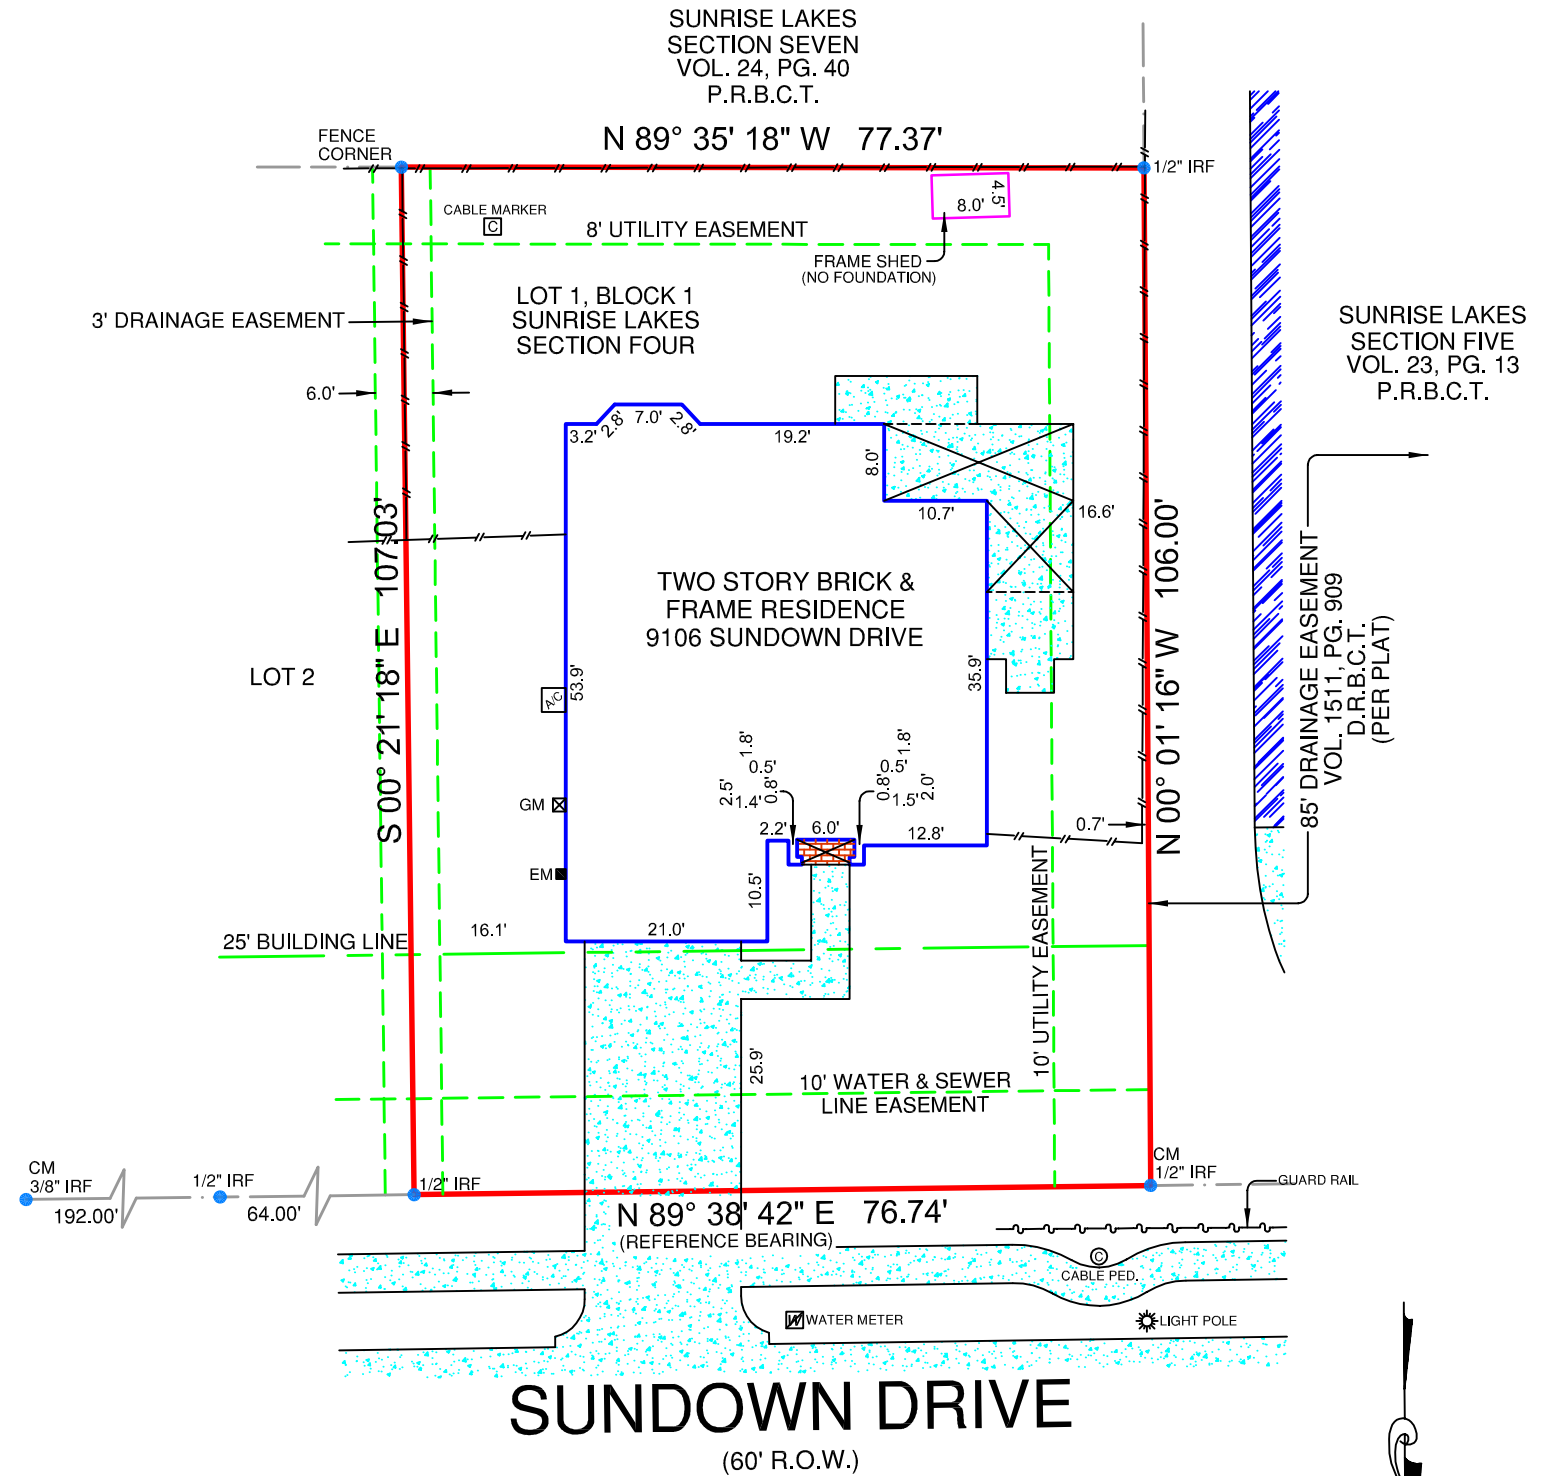 SUNRISE LAKES
SECTION SEVEN
VOL. 24, PG. 40
P.R.B.C.T.
N 89° 35' 18" W 77.37'
FENCE
CORNER
1/2" IRF
CABLE MARKER
C
8' UTILITY EASEMENT
8.0'
4.5'
FRAME SHED
(NO FOUNDATION)
LOT 1, BLOCK 1
SUNRISE LAKES
SECTION FOUR
3' DRAINAGE EASEMENT
6.0'
SUNRISE LAKES
SECTION FIVE
VOL. 23, PG. 13
P.R.B.C.T.
3.2'
2.8'
7.0'
2.8'
19.2'
8.0'
10.7'
16.6'
S 00° 21' 18" E 107.03'
N 00° 01' 16" W 106.00'
TWO STORY BRICK &
FRAME RESIDENCE
9106 SUNDOWN DRIVE
LOT 2
53.9'
A/C
35.9'
85' DRAINAGE EASEMENT
VOL. 1511, PG. 909
D.R.B.C.T.
(PER PLAT)
1.8'
0.5'
2.5'
1.4'
0.8'
1.8'
0.5'
0.8'
1.5'
2.0'
GM
2.2'
6.0'
12.8'
0.7'
EM
10.5'
16.1'
21.0'
25' BUILDING LINE
10' UTILITY EASEMENT
25.9'
10' WATER & SEWER
LINE EASEMENT
CM
3/8" IRF
192.00'
1/2" IRF
64.00'
1/2" IRF
N 89° 38' 42" E 76.74'
(REFERENCE BEARING)
CM
1/2" IRF
GUARD RAIL
C
CABLE PED.
W
WATER METER
LIGHT POLE
SUNDOWN DRIVE
(60' R.O.W.)